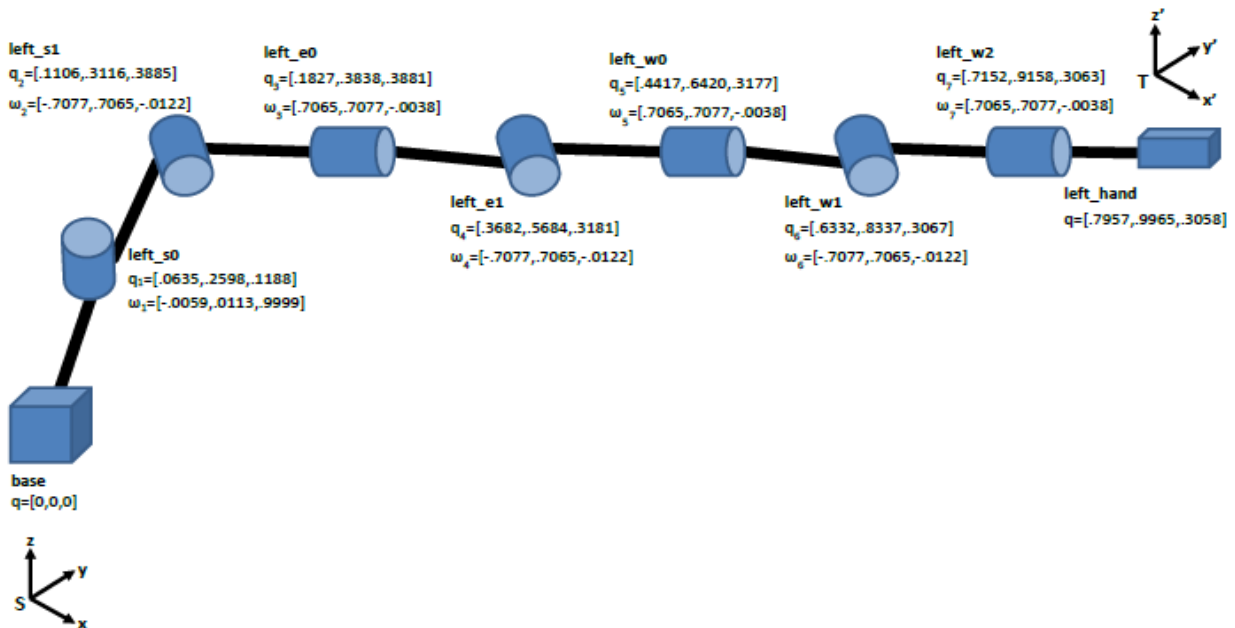 left_s1
q₂=[.1106,.3116,.3885]
ω₂=[-.7077,.7065,-.0122]
left_e0
q₃=[.1827,.3838,.3881]
ω₃=[.7065,.7077,-.0038]
left_w0
q₅=[.4417,.6420,.3177]
ω₅=[.7065,.7077,-.0038]
left_w2
q₇=[.7152,.9158,.3063]
ω₇=[.7065,.7077,-.0038]
z’
y’
T
x’
left_s0
q₁=[.0635,.2598,.1188]
ω₁=[-.0059,.0113,.9999]
left_e1
q₄=[.3682,.5684,.3181]
ω₄=[-.7077,.7065,-.0122]
left_w1
q₆=[.6332,.8337,.3067]
ω₆=[-.7077,.7065,-.0122]
left_hand
q=[.7957,.9965,.3058]
base
q=[0,0,0]
z
y
S
x